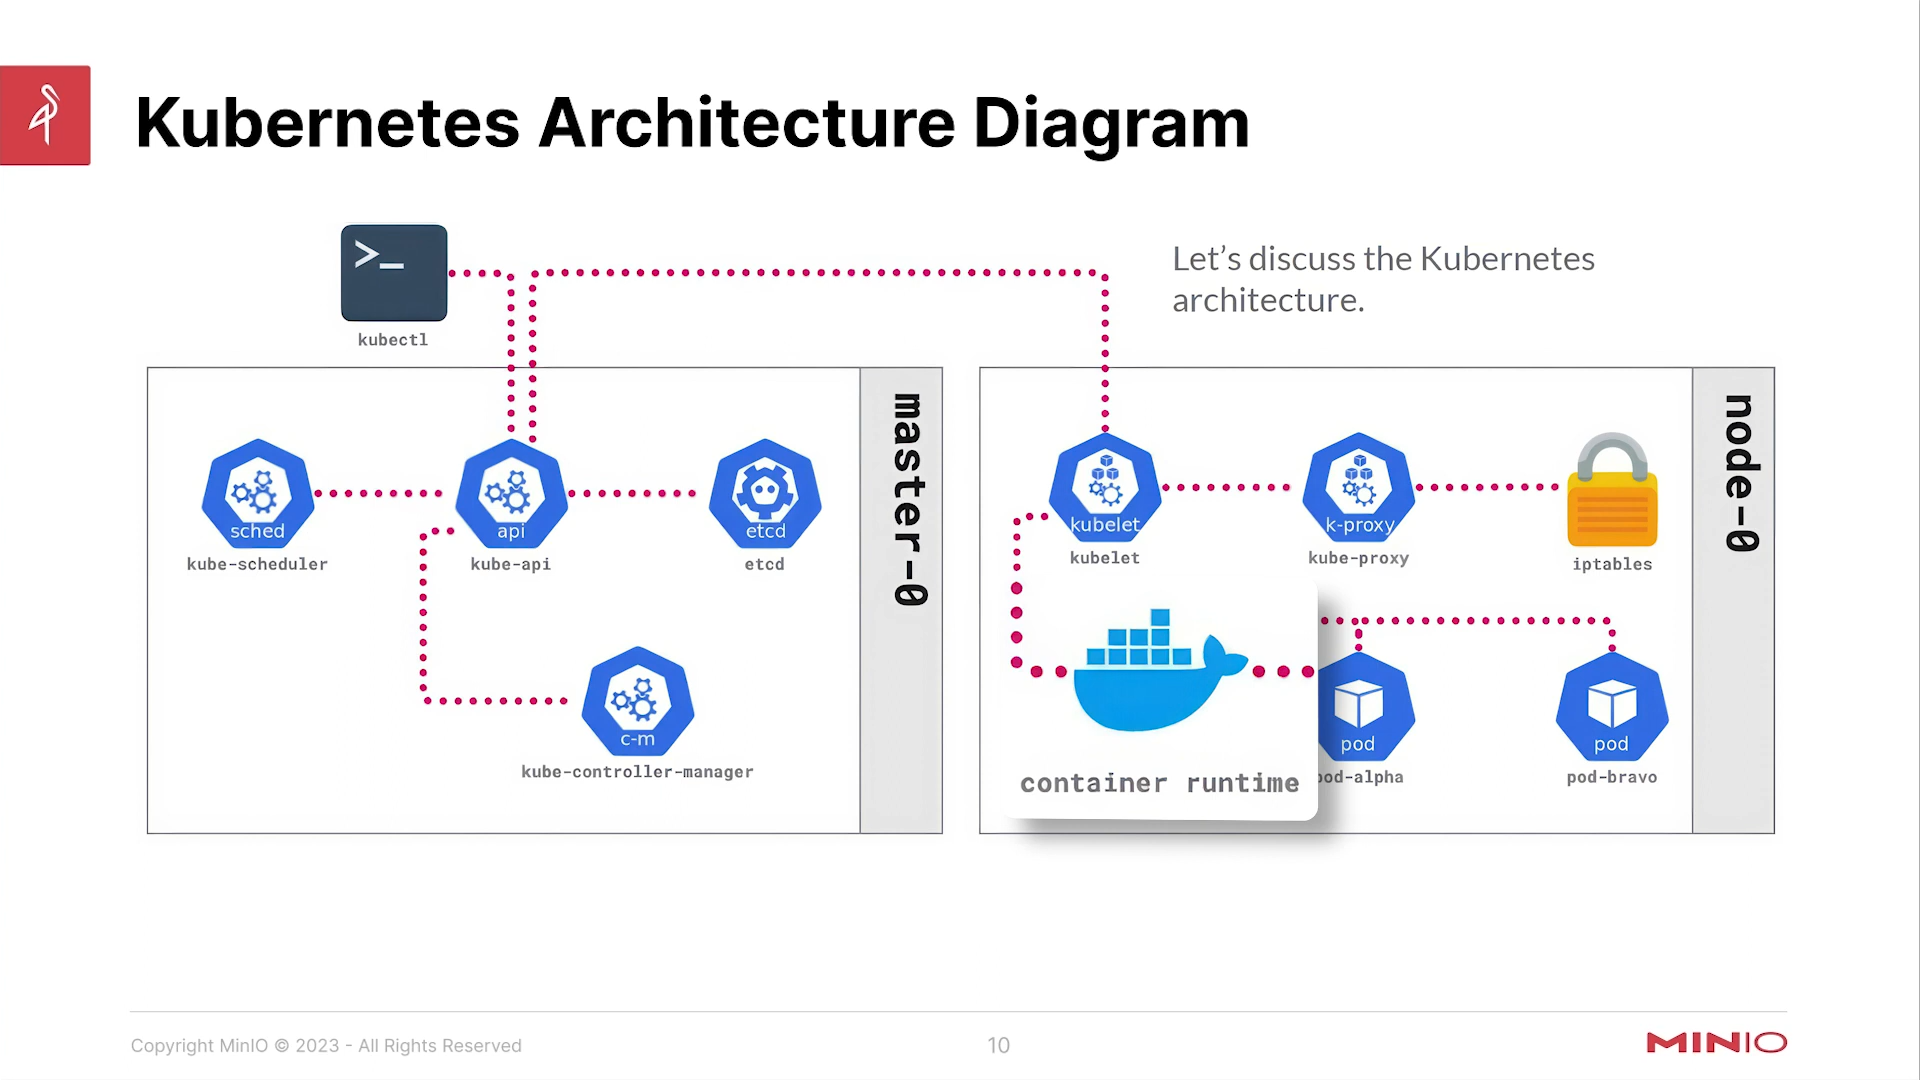 Kubernetes Architecture Diagram
>_
kubectl
Let’s discuss the Kubernetes
architecture.
master-0
sched
kube-scheduler
api
kube-api
etcd
etcd
c-m
kube-controller-manager
node-0
kubelet
kubelet
k-proxy
kube-proxy
iptables
container runtime
pod
pod-alpha
pod
pod-bravo
Copyright MinIO © 2023 - All Rights Reserved
10
MINIO